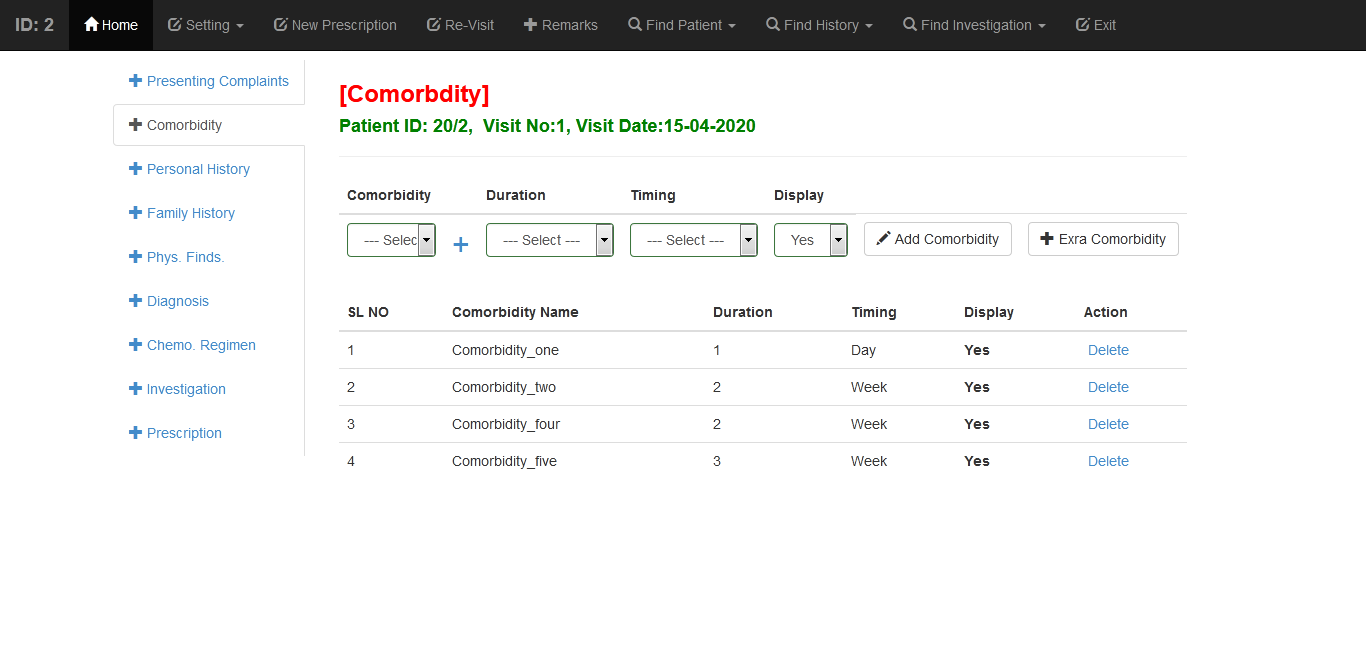 ID: 2 Home Setting New Prescription Re-Visit Remarks Find Patient Find History Find Investigation Exit
Presenting Complaints
Comorbidity
Personal History
Family History
Phys. Finds.
Diagnosis
Chemo. Regimen
Investigation
Prescription
[Comorbdity]
Patient ID: 20/2, Visit No:1, Visit Date:15-04-2020
Comorbidity Duration Timing Display
--- Selec --- Select --- --- Select --- Yes Add Comorbidity Exra Comorbidity
SL NO Comorbidity Name Duration Timing Display Action
1 Comorbidity_one 1 Day Yes Delete
2 Comorbidity_two 2 Week Yes Delete
3 Comorbidity_four 2 Week Yes Delete
4 Comorbidity_five 3 Week Yes Delete